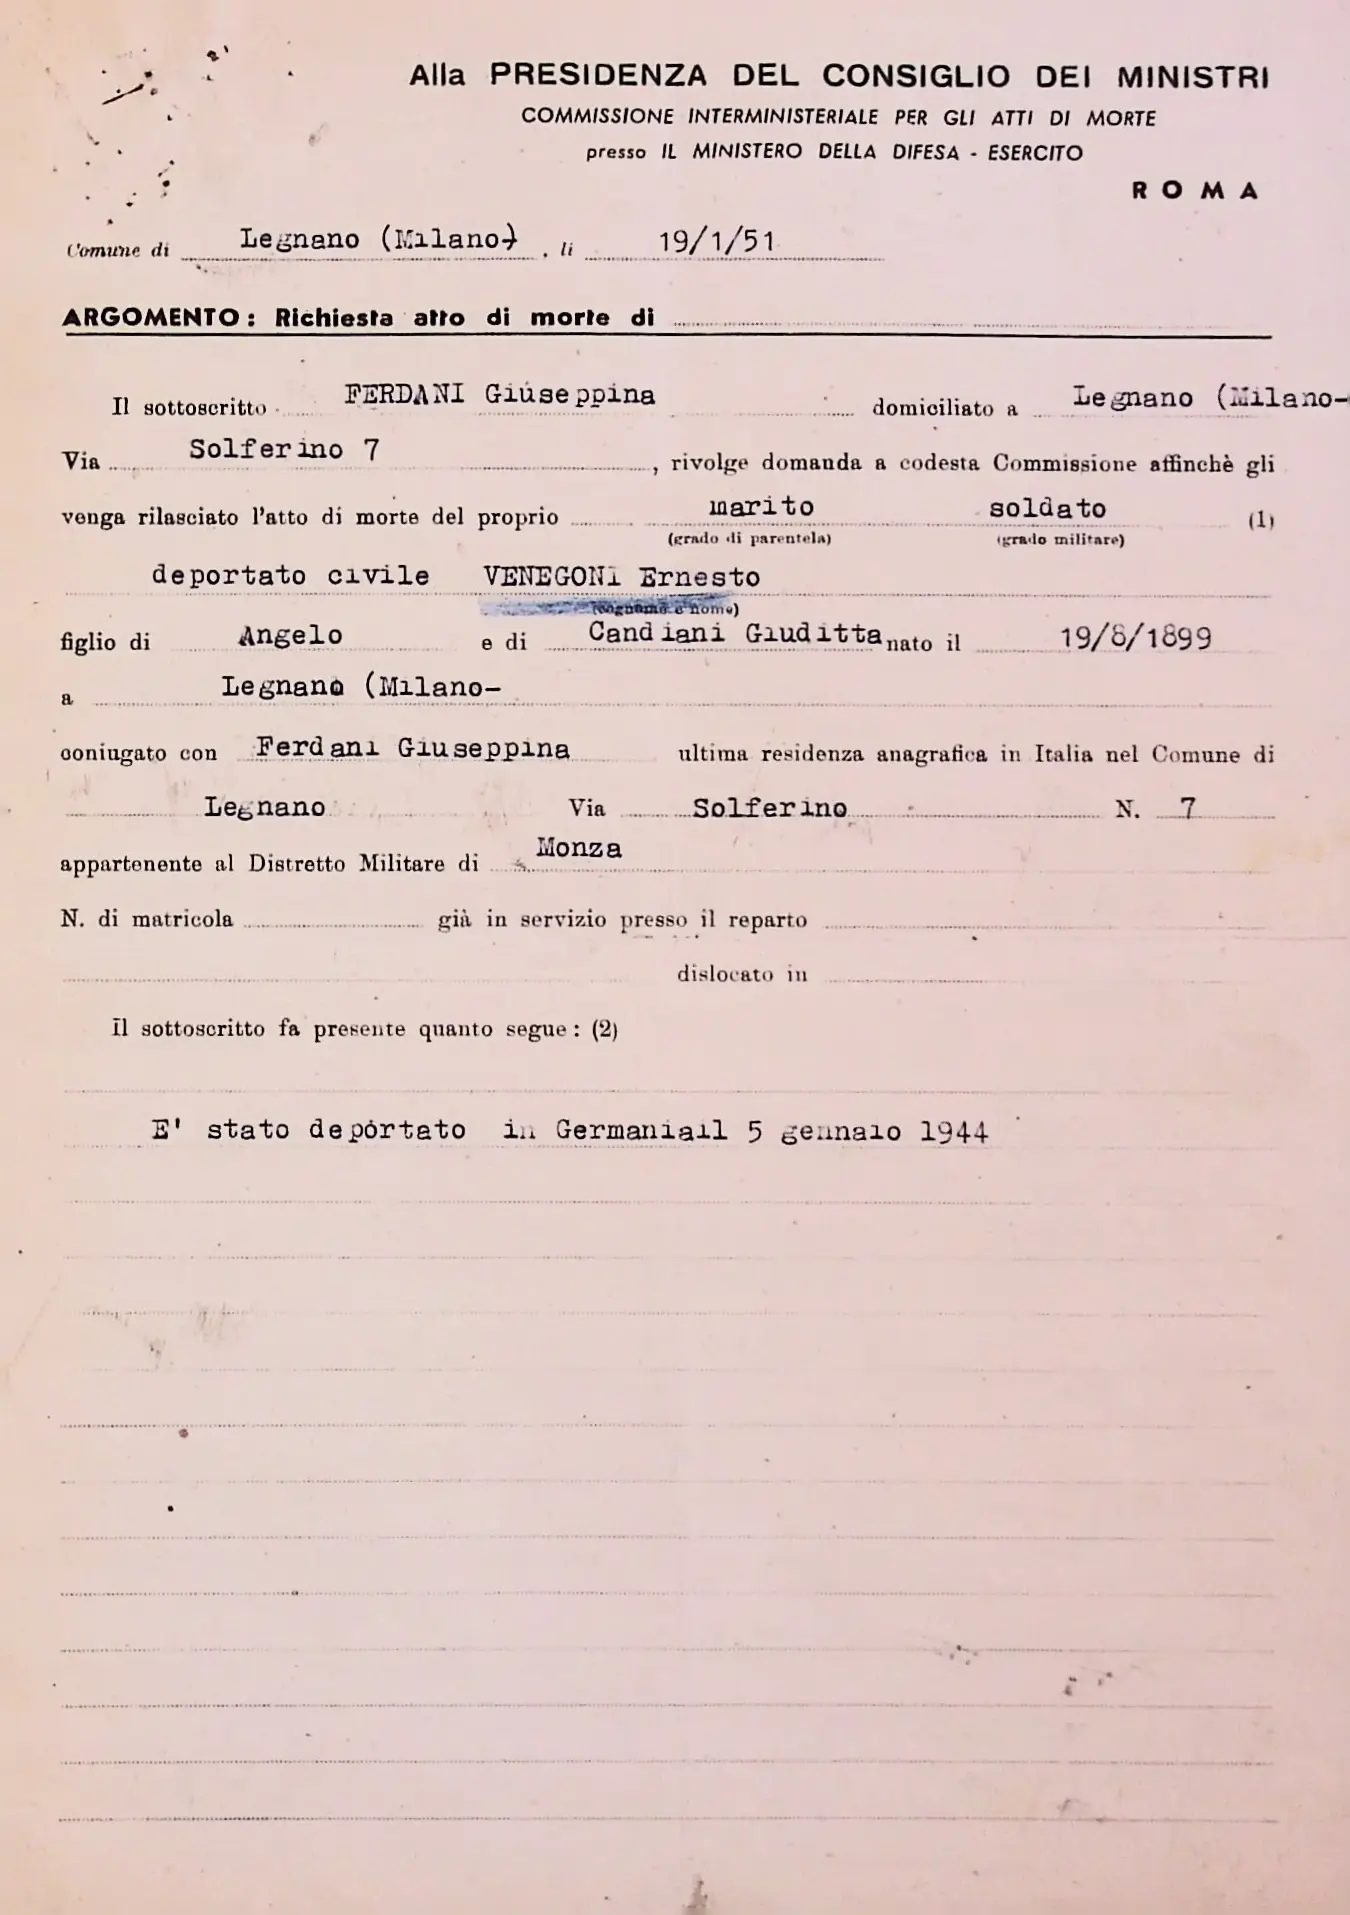 Alla PRESIDENZA DEL CONSIGLIO DEI MINISTRI
COMMISSIONE INTERMINISTERIALE PER GLI ATTI DI MORTE
presso IL MINISTERO DELLA DIFESA - ESERCITO
ROMA
Comune di Legnano (Milano) , li 19/1/51
ARGOMENTO: Richiesta atto di morte di
Il sottoscritto FERDANI Giuseppina domiciliato a Legnano (Milano-
Via Solferino 7 , rivolge domanda a codesta Commissione affinchè gli
venga rilasciato l'atto di morte del proprio marito soldato (1)
(grado di parentela) (grado militare)
deportato civile VENEGONI Ernesto
(cognome e nome)
figlio di Angelo e di Candiani Giuditta nato il 19/8/1899
a Legnano (Milano-
coniugato con Ferdani Giuseppina ultima residenza anagrafica in Italia nel Comune di
Legnano Via Solferino N. 7
appartenente al Distretto Militare di Monza
N. di matricola già in servizio presso il reparto
dislocato in
Il sottoscritto fa presente quanto segue: (2)
E' stato deportato in Germaniail 5 gennaio 1944